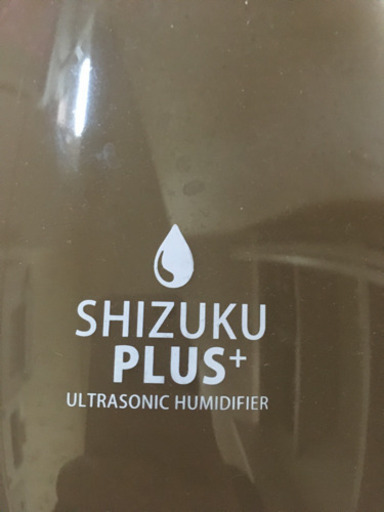 SHIZUKU
PLUS+
ULTRASONIC HUMIDIFIER